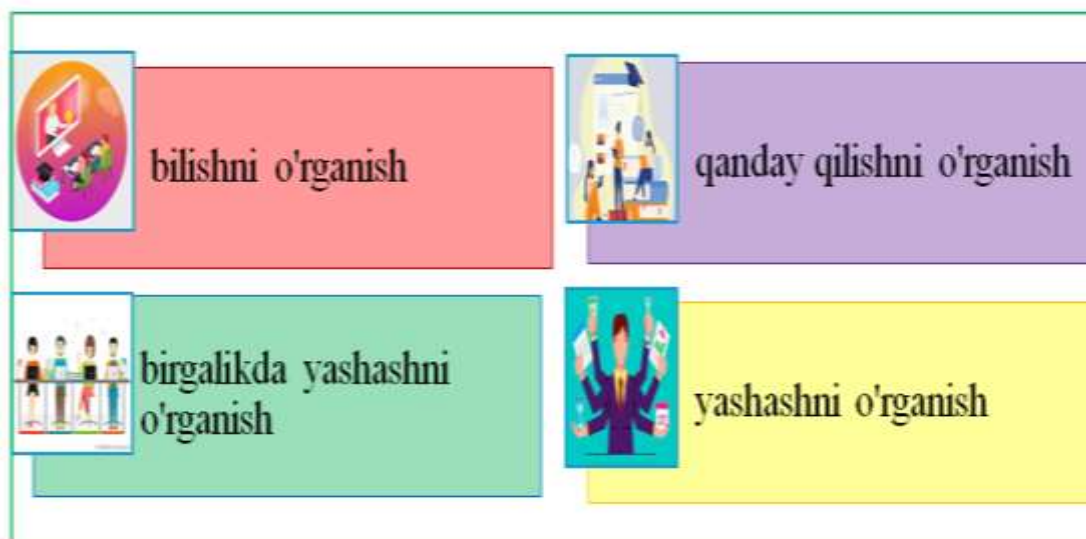 bilishni o'rganish
qanday qilishni o'rganish
birgalikda yashashni
o'rganish
yashashni o'rganish